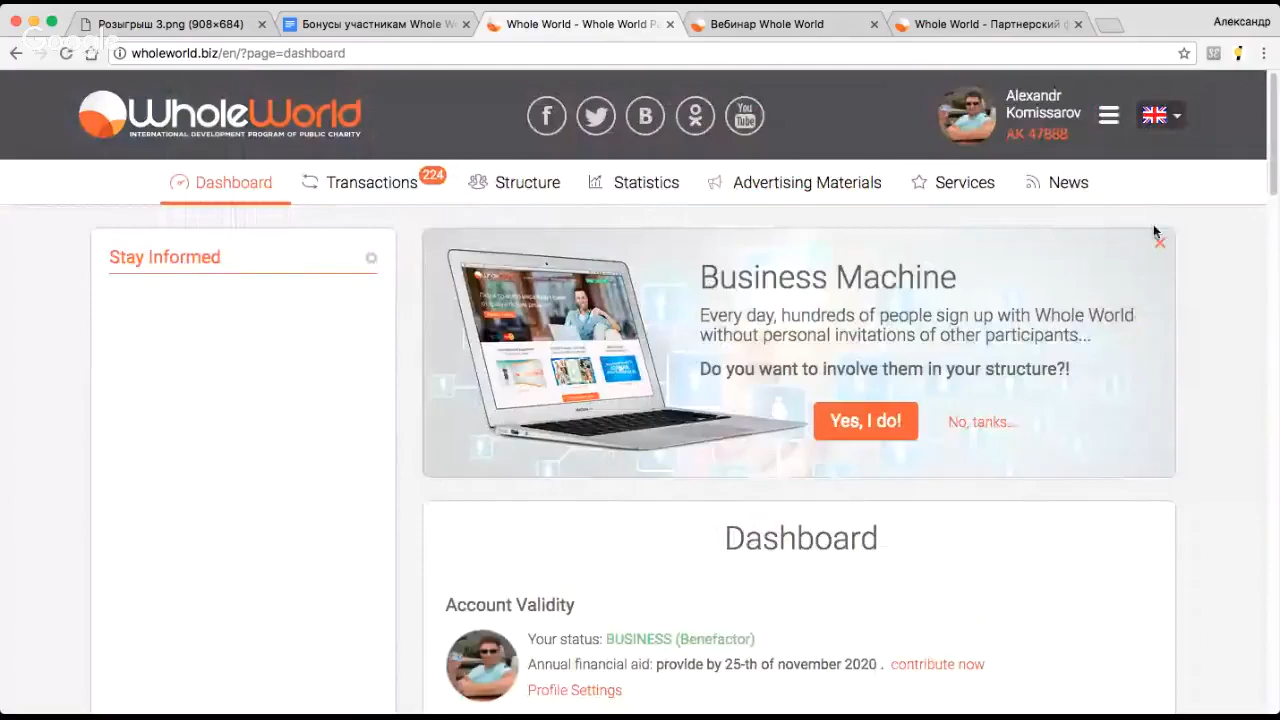 Розыгрыш 3.png (908×684)
Бонусы участникам Whole W
Whole World - Whole World P
Вебинар Whole World
Whole World - Партнерский
Александр
Google
wholeworld.biz/en/?page=dashboard
WHOLEWORLD
INTERNATIONAL DEVELOPMENT PROGRAM OF PUBLIC CHARITY
f
B
You
Tube
Alexandr
Komissarov
AK 47888
Dashboard
Transactions
224
Structure
Statistics
Advertising Materials
Services
News
Stay Informed
Business Machine
Every day, hundreds of people sign up with Whole World
without personal invitations of other participants...
Do you want to involve them in your structure?!
Yes, I do!
No, tanks...
Dashboard
Account Validity
Your status: BUSINESS (Benefactor)
Annual financial aid: provide by 25-th of november 2020 . contribute now
Profile Settings